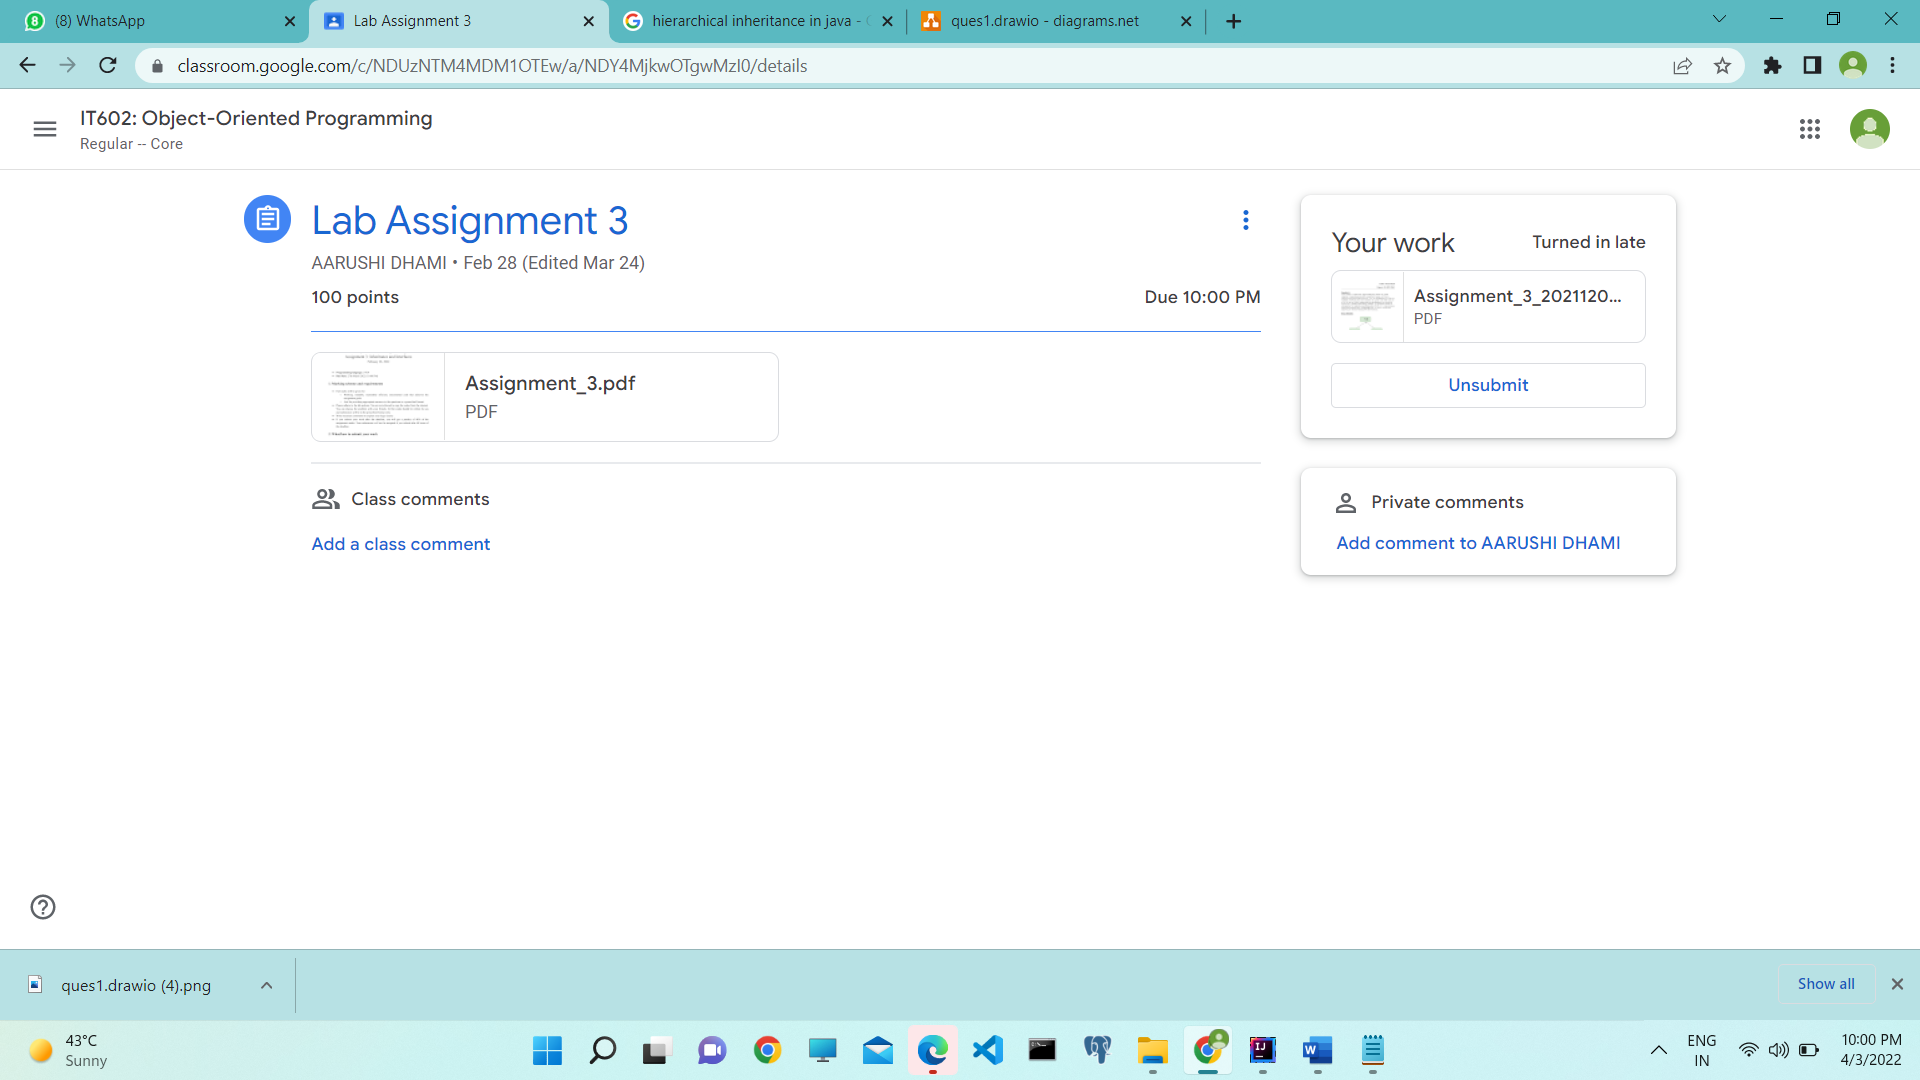 (8) WhatsApp
Lab Assignment 3
hierarchical inheritance in java -
ques1.drawio - diagrams.net
classroom.google.com/c/NDUzNTM4MDM1OTEw/a/NDY4MjkwOTgwMzI0/details
IT602: Object-Oriented Programming
Regular -- Core
Lab Assignment 3
AARUSHI DHAMI • Feb 28 (Edited Mar 24)
100 points
Due 10:00 PM
Assignment_3.pdf
PDF
Class comments
Add a class comment
Your work
Turned in late
Assignment_3_2021120...
PDF
Unsubmit
Private comments
Add comment to AARUSHI DHAMI
ques1.drawio (4).png
Show all
43°C
Sunny
ENG
IN
10:00 PM
4/3/2022